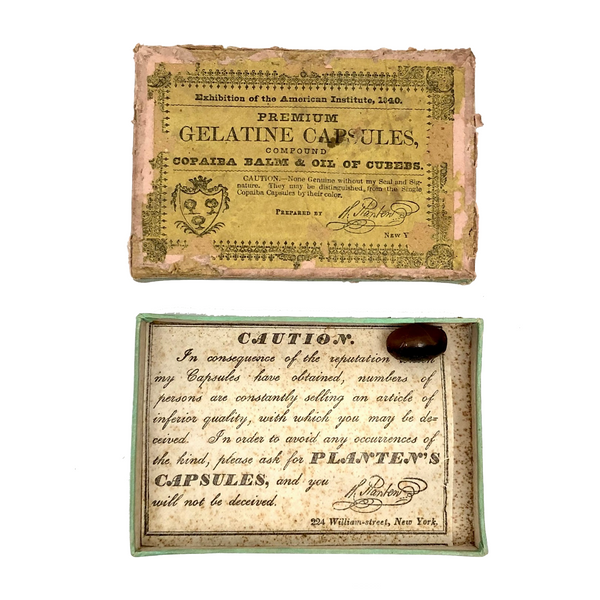 Exhibition of the American Institute, 1840.
PREMIUM
GELATINE CAPSULES,
COMPOUND
COPAIBA BALM & OIL OF CUBEBS.
CAUTION.—None Genuine without my Seal and Sig-
nature. They may be distinguished from the Single
Copaiba Capsules by their color.
PREPARED BY H. Planten
NEW Y
CAUTION.
In consequence of the reputation
my Capsules have obtained, numbers of
persons are constantly selling an article of
inferior quality, with which you may be de-
ceived. In order to avoid any occurrences of
the kind, please ask for PLANTEN'S
CAPSULES, and you
will not be deceived. H. Planten
224 William-street, New York.